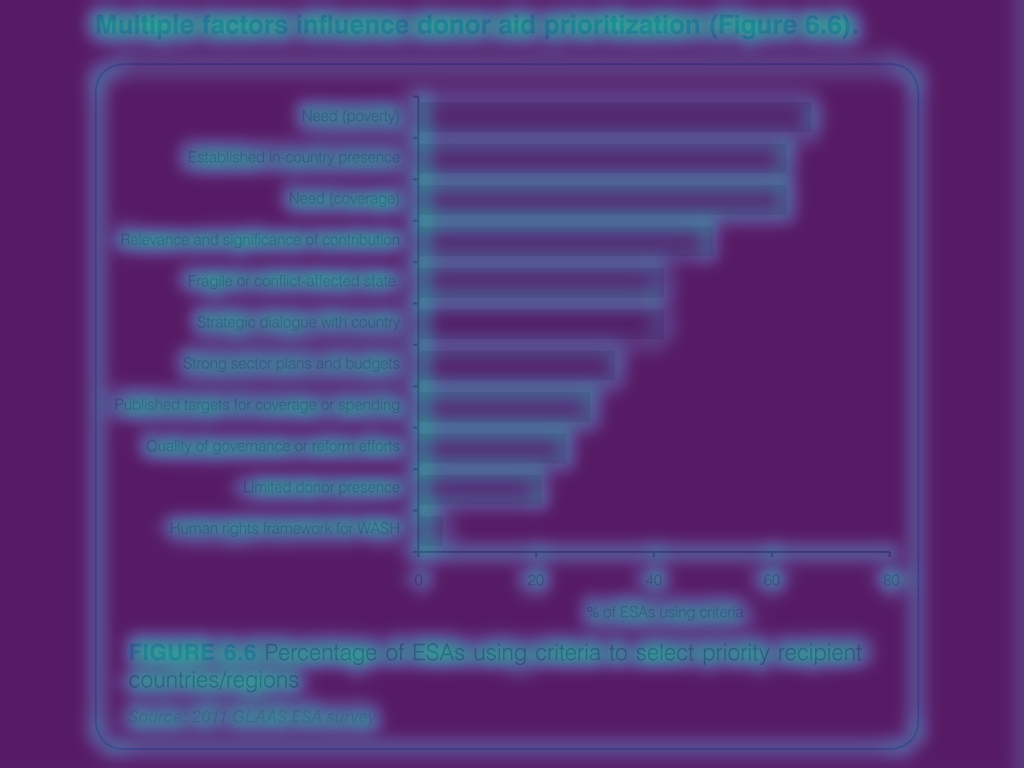 Multiple factors influence donor aid prioritization (Figure 6.6).
Need (poverty)
Established in-country presence
Need (coverage)
Relevance and significance of contribution
Fragile or conflict-affected state
Strategic dialogue with country
Strong sector plans and budgets
Published targets for coverage or spending
Quality of governance or reform efforts
Limited donor presence
Human rights framework for WASH
0 20 40 60 80
% of ESAs using criteria
FIGURE 6.6 Percentage of ESAs using criteria to select priority recipient
countries/regions
Source: 2011 GLAAS ESA survey